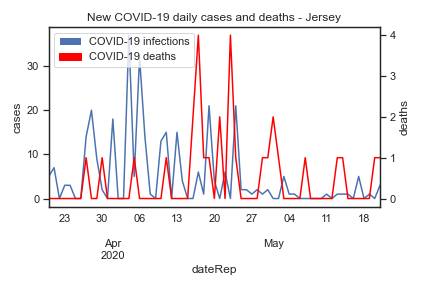 New COVID-19 daily cases and deaths - Jersey
COVID-19 infections
COVID-19 deaths
cases
30
20
10
0
deaths
4
3
2
1
0
23 30 06 13 20 27 04 11 18
Apr May
2020
dateRep